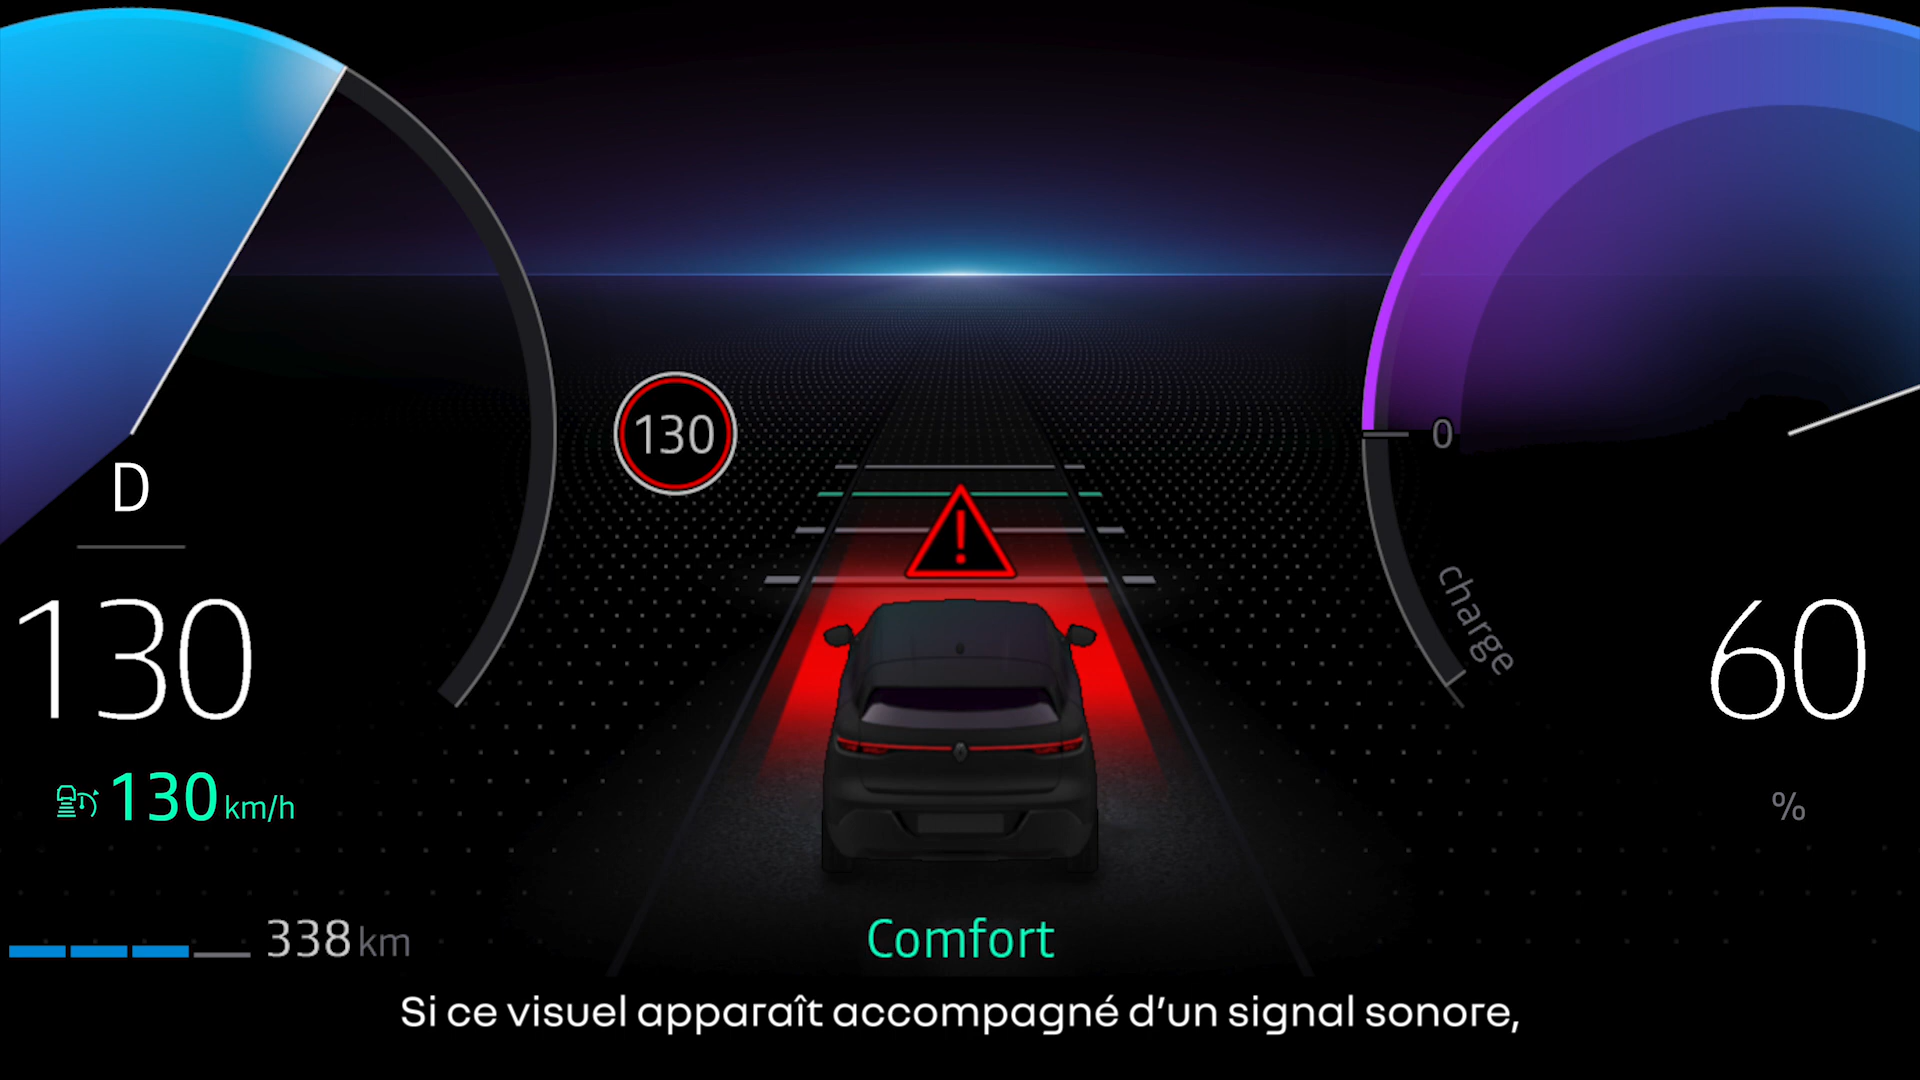 130
0
D
charge
130
60
130 km/h
%
338 km
Comfort
Si ce visuel apparaît accompagné d'un signal sonore,